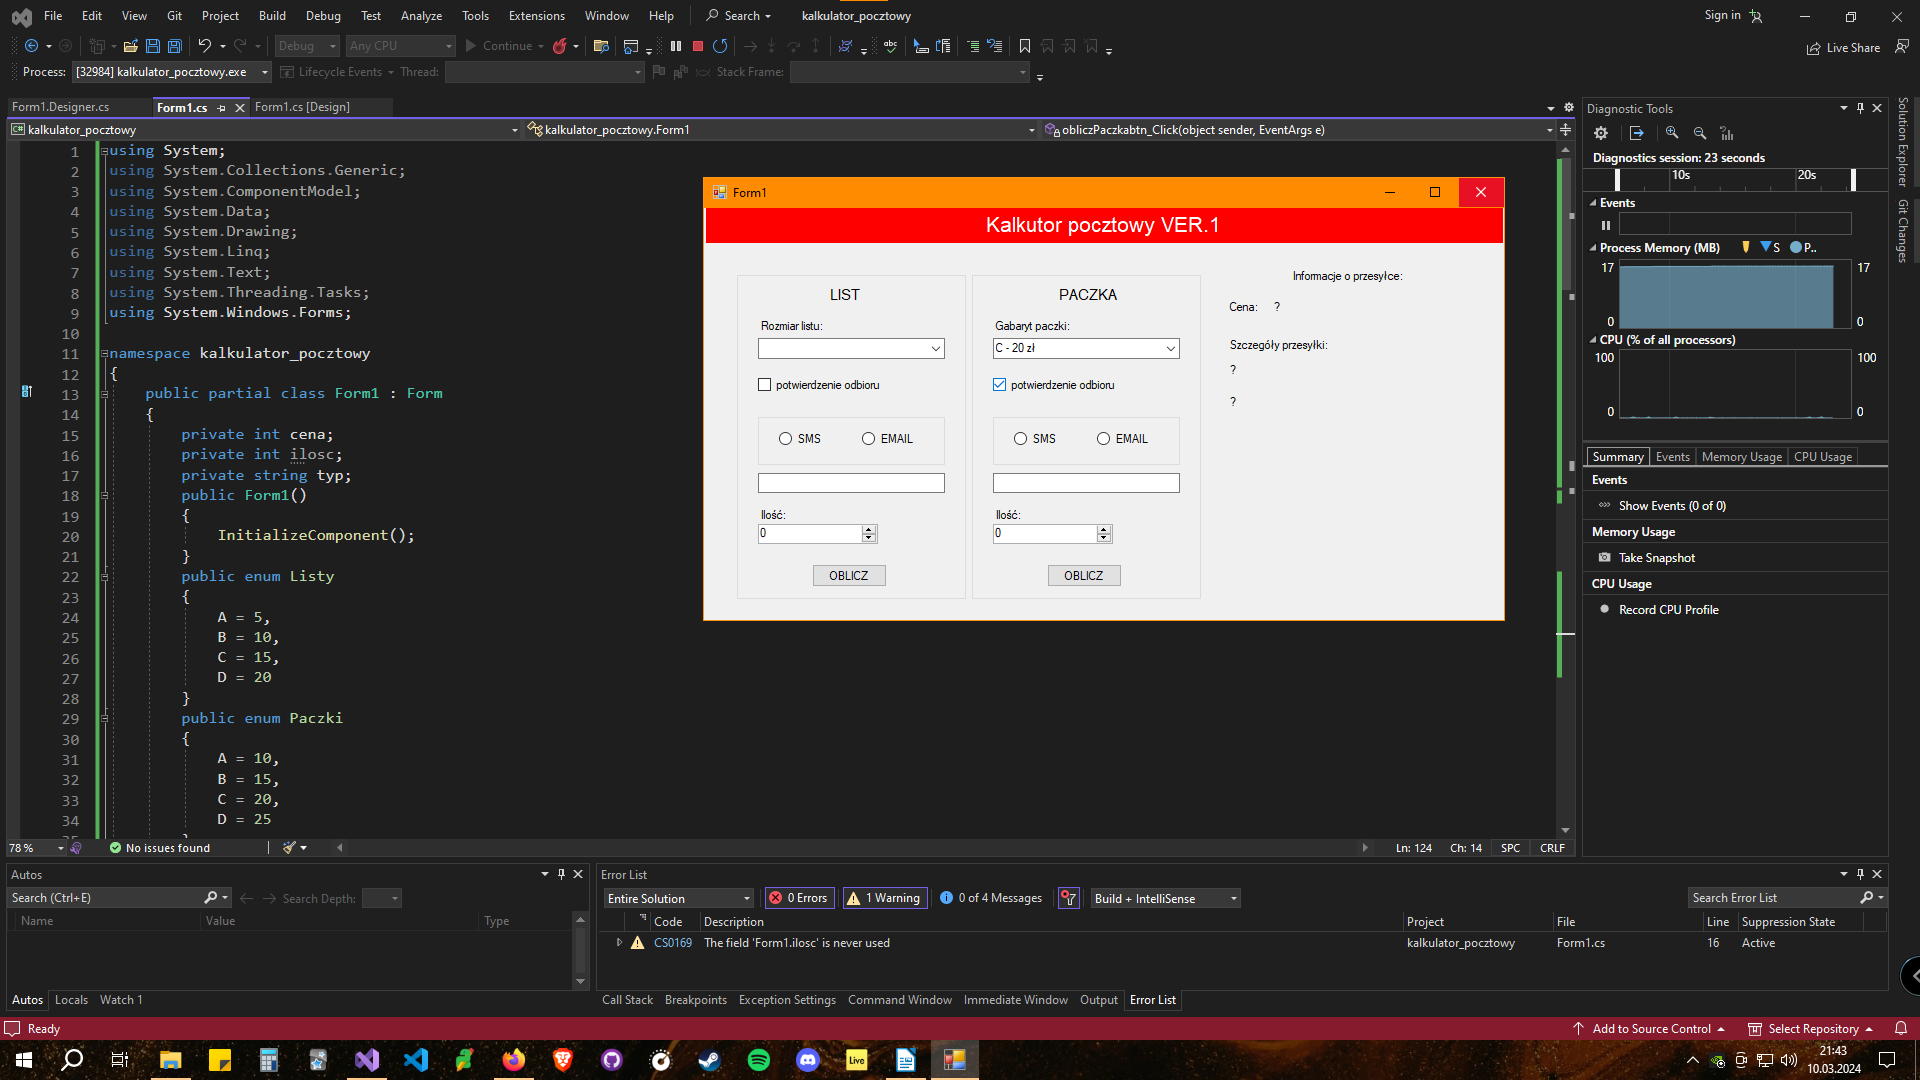 File Edit View Git Project Build Debug Test Analyze Tools Extensions Window Help Search kalkulator_pocztowy Sign in
Debug Any CPU Continue Live Share
Process: [32984] kalkulator_pocztowy.exe Lifecycle Events Thread: Stack Frame:
Form1.Designer.cs Form1.cs Form1.cs [Design]
kalkulator_pocztowy kalkulator_pocztowy.Form1 obliczPaczkabtn_Click(object sender, EventArgs e)
1 using System;
2 using System.Collections.Generic;
3 using System.ComponentModel;
4 using System.Data;
5 using System.Drawing;
6 using System.Linq;
7 using System.Text;
8 using System.Threading.Tasks;
9 using System.Windows.Forms;
10
11 namespace kalkulator_pocztowy
12 {
13 public partial class Form1 : Form
14 {
15 private int cena;
16 private int ilosc;
17 private string typ;
18 public Form1()
19 {
20 InitializeComponent();
21 }
22 public enum Listy
23 {
24 A = 5,
25 B = 10,
26 C = 15,
27 D = 20
28 }
29 public enum Paczki
30 {
31 A = 10,
32 B = 15,
33 C = 20,
34 D = 25
35 }
Form1
Kalkutor pocztowy VER.1
LIST
Rozmiar listu:
potwierdzenie odbioru
SMS EMAIL
Ilość:
0
OBLICZ
PACZKA
Gabaryt paczki:
C - 20 zł
potwierdzenie odbioru
SMS EMAIL
Ilość:
0
OBLICZ
Informacje o przesyłce:
Cena: ?
Szczegóły przesyłki:
?
?
78 % No issues found Ln: 124 Ch: 14 SPC CRLF
Diagnostic Tools
Diagnostics session: 23 seconds
10s 20s
Events
Process Memory (MB) S P..
17 17
0 0
CPU (% of all processors)
100 100
0 0
Summary Events Memory Usage CPU Usage
Events
Show Events (0 of 0)
Memory Usage
Take Snapshot
CPU Usage
Record CPU Profile
Solution Explorer
Git Changes
Autos
Search (Ctrl+E) Search Depth:
Name Value Type
Autos Locals Watch 1
Error List
Entire Solution 0 Errors 1 Warning 0 of 4 Messages Build + IntelliSense Search Error List
Code Description Project File Line Suppression State
CS0169 The field 'Form1.ilosc' is never used kalkulator_pocztowy Form1.cs 16 Active
Call Stack Breakpoints Exception Settings Command Window Immediate Window Output Error List
Ready Add to Source Control Select Repository
Live
21:43
10.03.2024